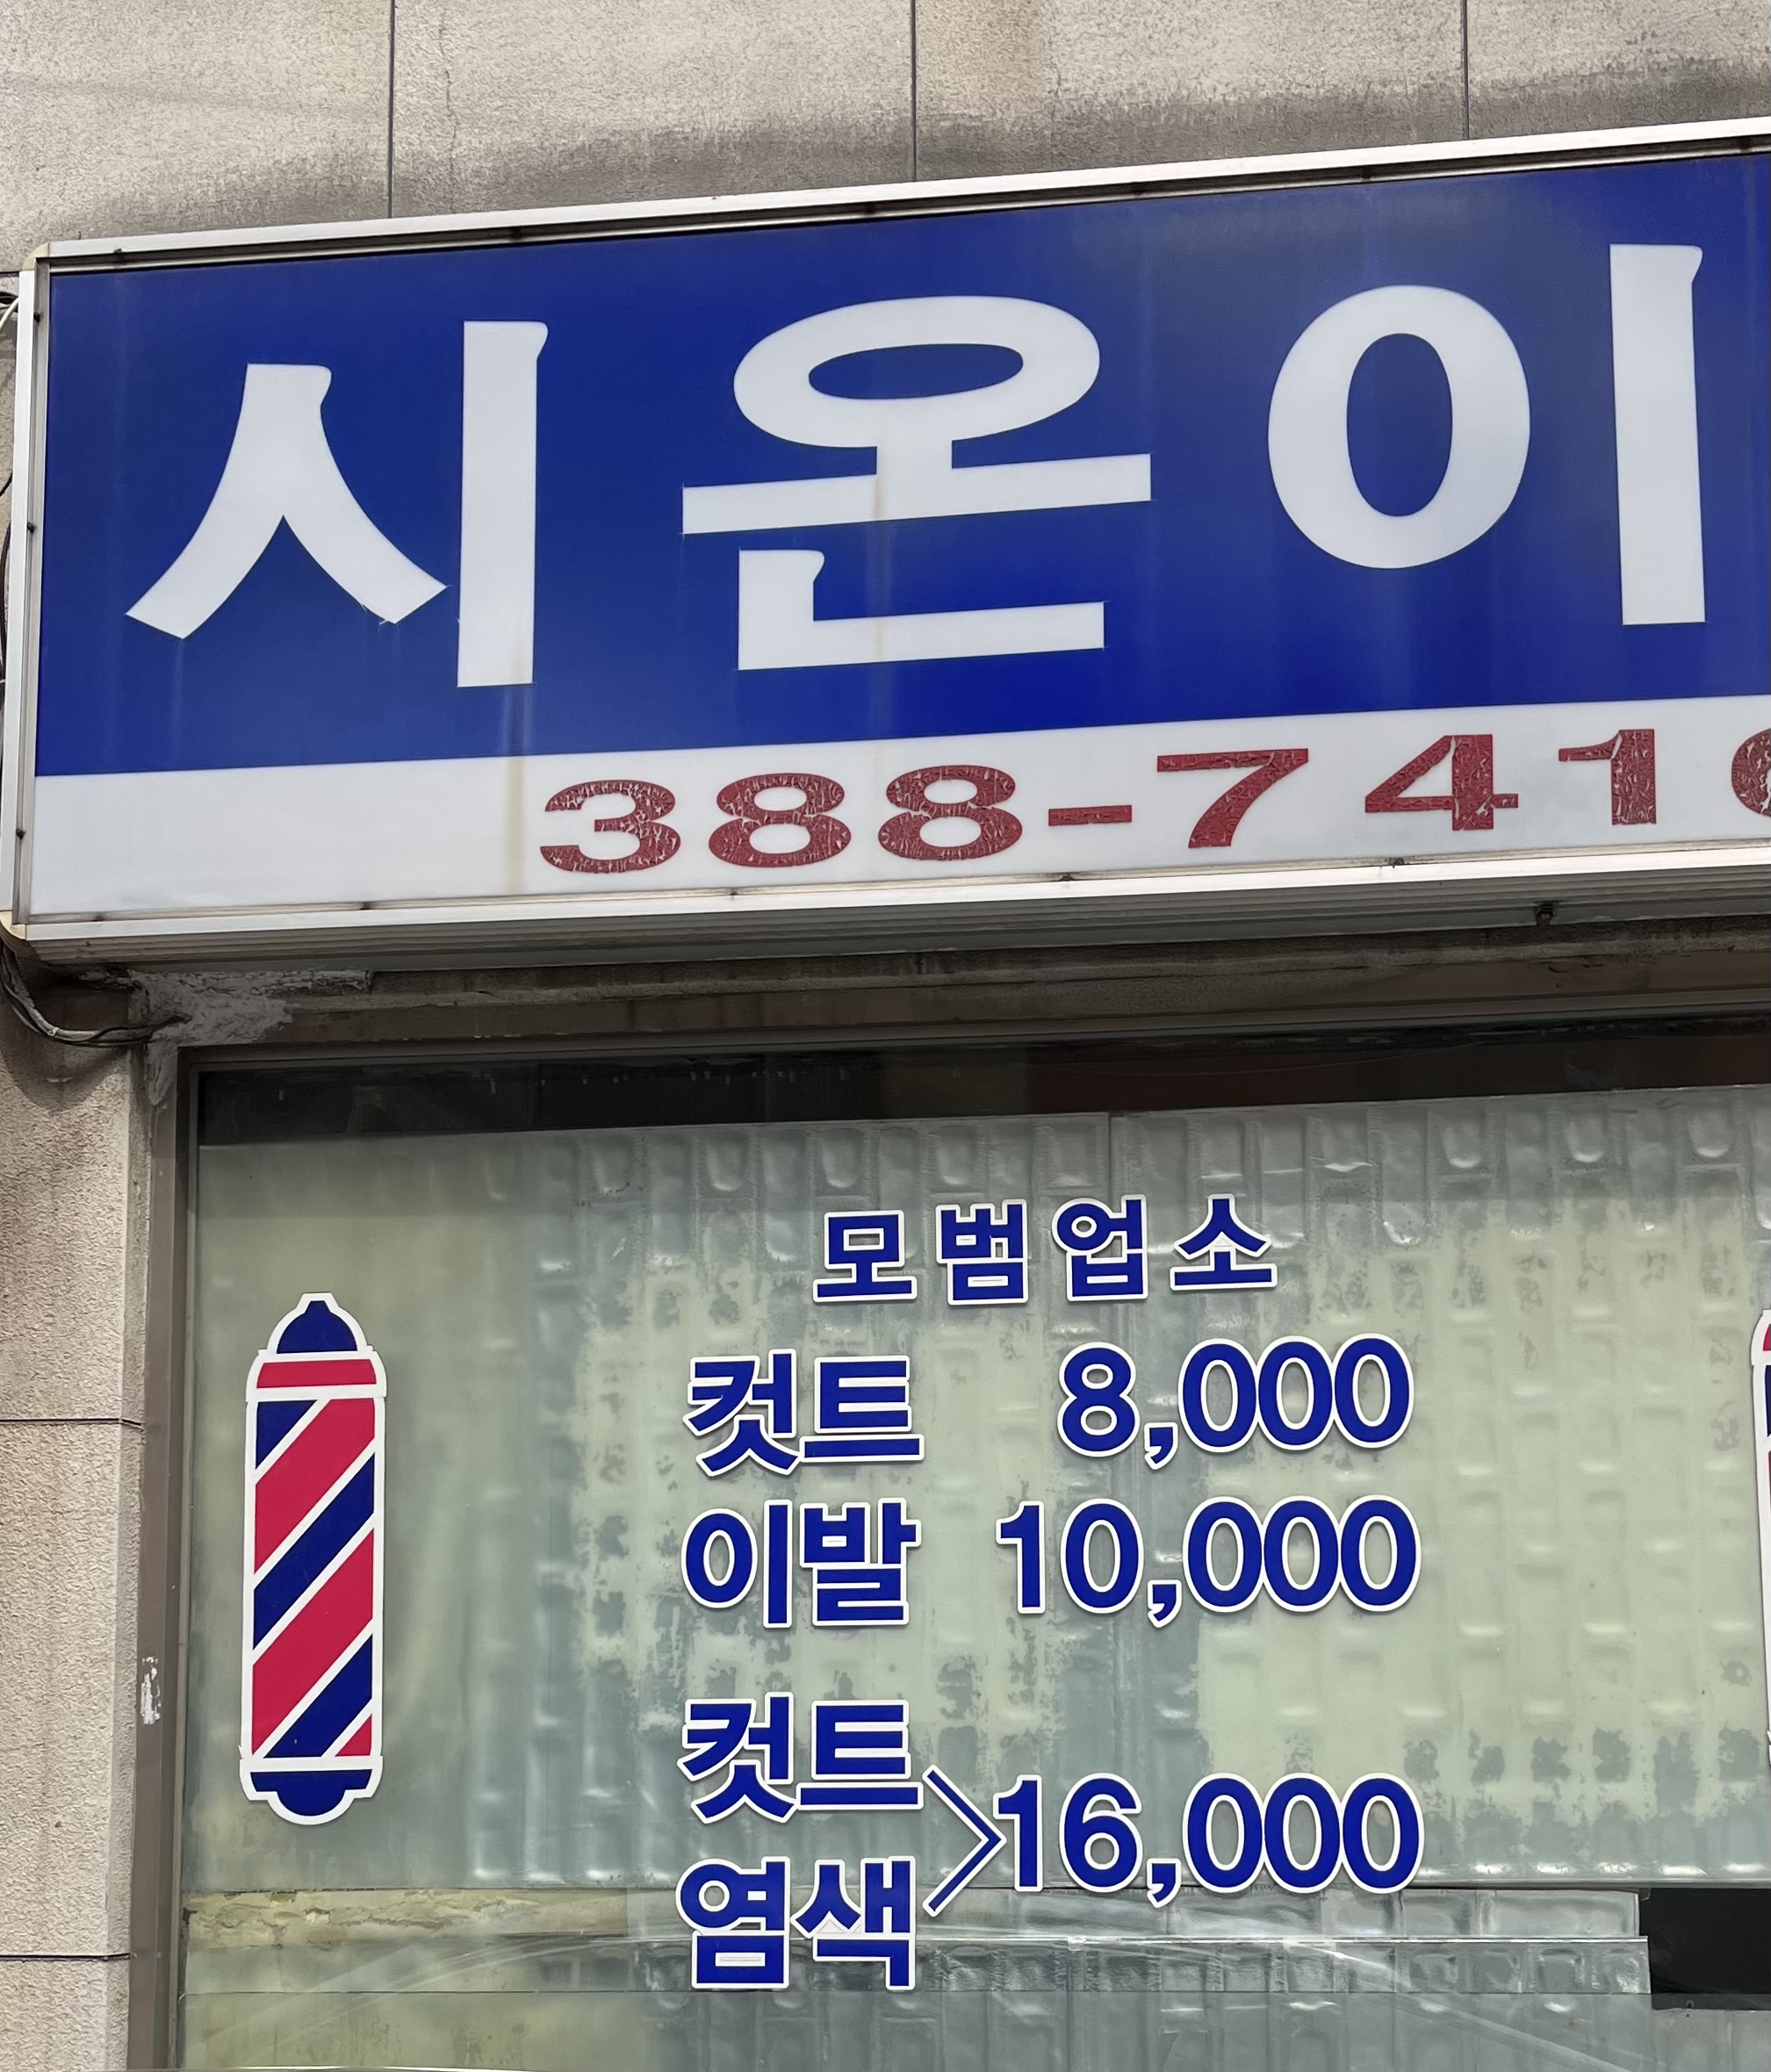 시온이
388-741
모범업소
컷트 8,000
이발 10,000
컷트
염색 >16,000